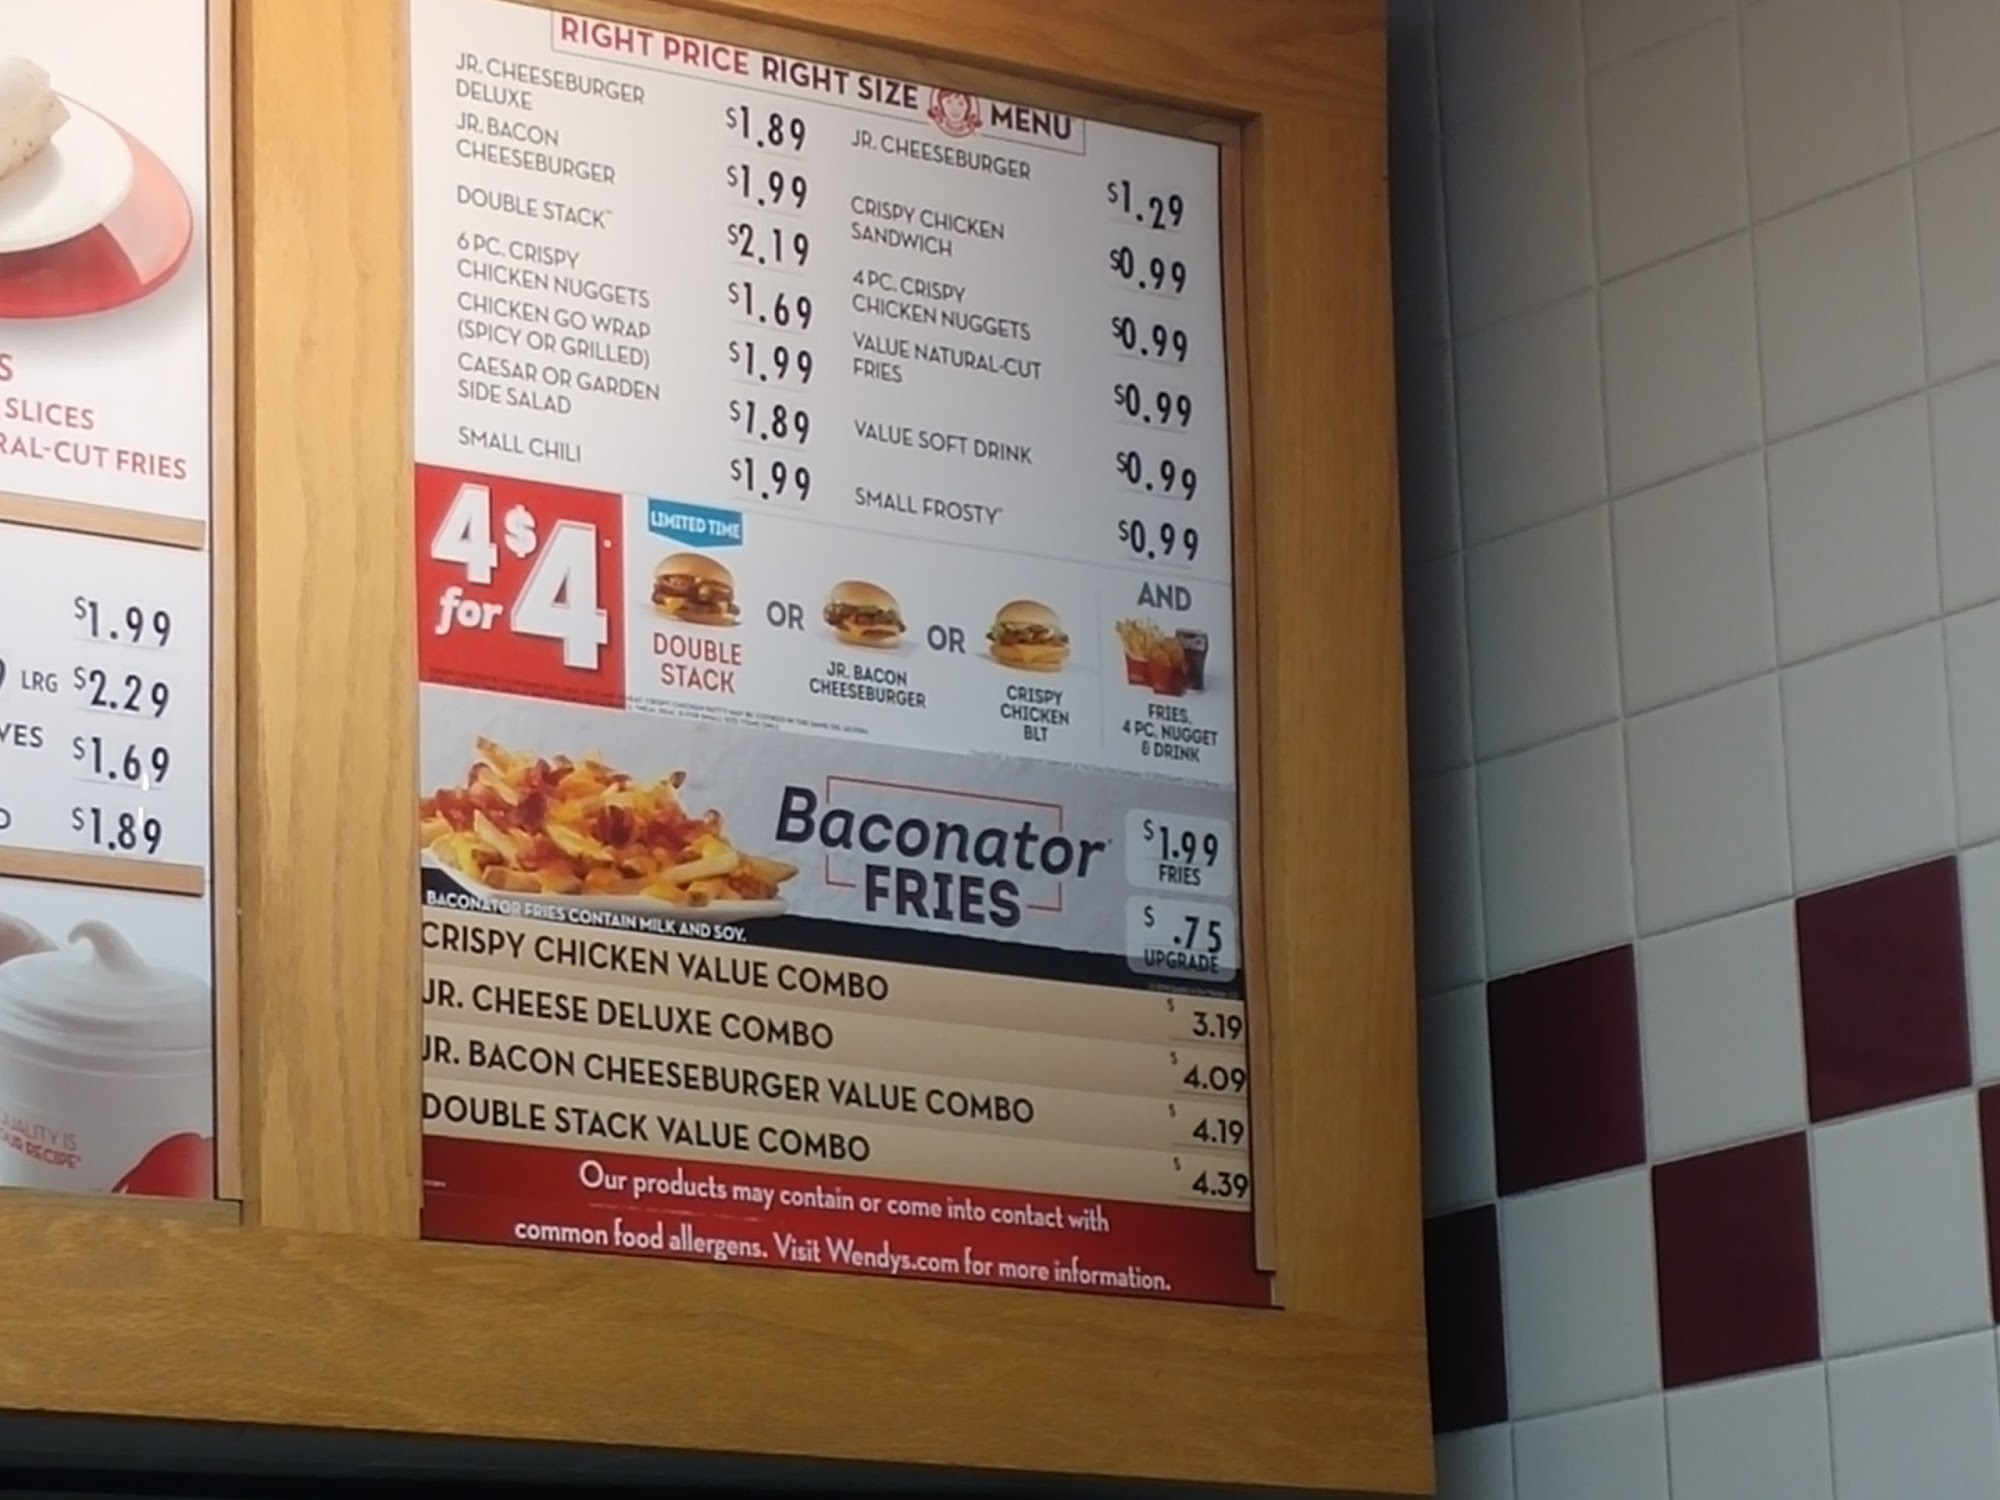 S
SLICES
RAL-CUT FRIES
$1.99
LRG $2.29
VES $1.69
$1.89
QUALITY IS
OUR RECIPE
RIGHT PRICE RIGHT SIZE MENU
JR. CHEESEBURGER
DELUXE
$1.89
JR. BACON
CHEESEBURGER
$1.99
DOUBLE STACK™
$2.19
6 PC. CRISPY
CHICKEN NUGGETS
$1.69
CHICKEN GO WRAP
(SPICY OR GRILLED)
$1.99
CAESAR OR GARDEN
SIDE SALAD
$1.89
SMALL CHILI
$1.99
JR. CHEESEBURGER
$1.29
CRISPY CHICKEN
SANDWICH
$0.99
4 PC. CRISPY
CHICKEN NUGGETS
$0.99
VALUE NATURAL-CUT
FRIES
$0.99
VALUE SOFT DRINK
$0.99
SMALL FROSTY
$0.99
4 for $4
LIMITED TIME
DOUBLE
STACK
OR
JR. BACON
CHEESEBURGER
OR
CRISPY
CHICKEN
BLT
AND
FRIES,
4 PC. NUGGET
& DRINK
Baconator
FRIES
$1.99
FRIES
$ .75
UPGRADE
BACONATOR FRIES CONTAIN MILK AND SOY.
CRISPY CHICKEN VALUE COMBO $ 3.19
JR. CHEESE DELUXE COMBO $ 4.09
JR. BACON CHEESEBURGER VALUE COMBO $ 4.19
DOUBLE STACK VALUE COMBO $ 4.39
Our products may contain or come into contact with
common food allergens. Visit Wendys.com for more information.